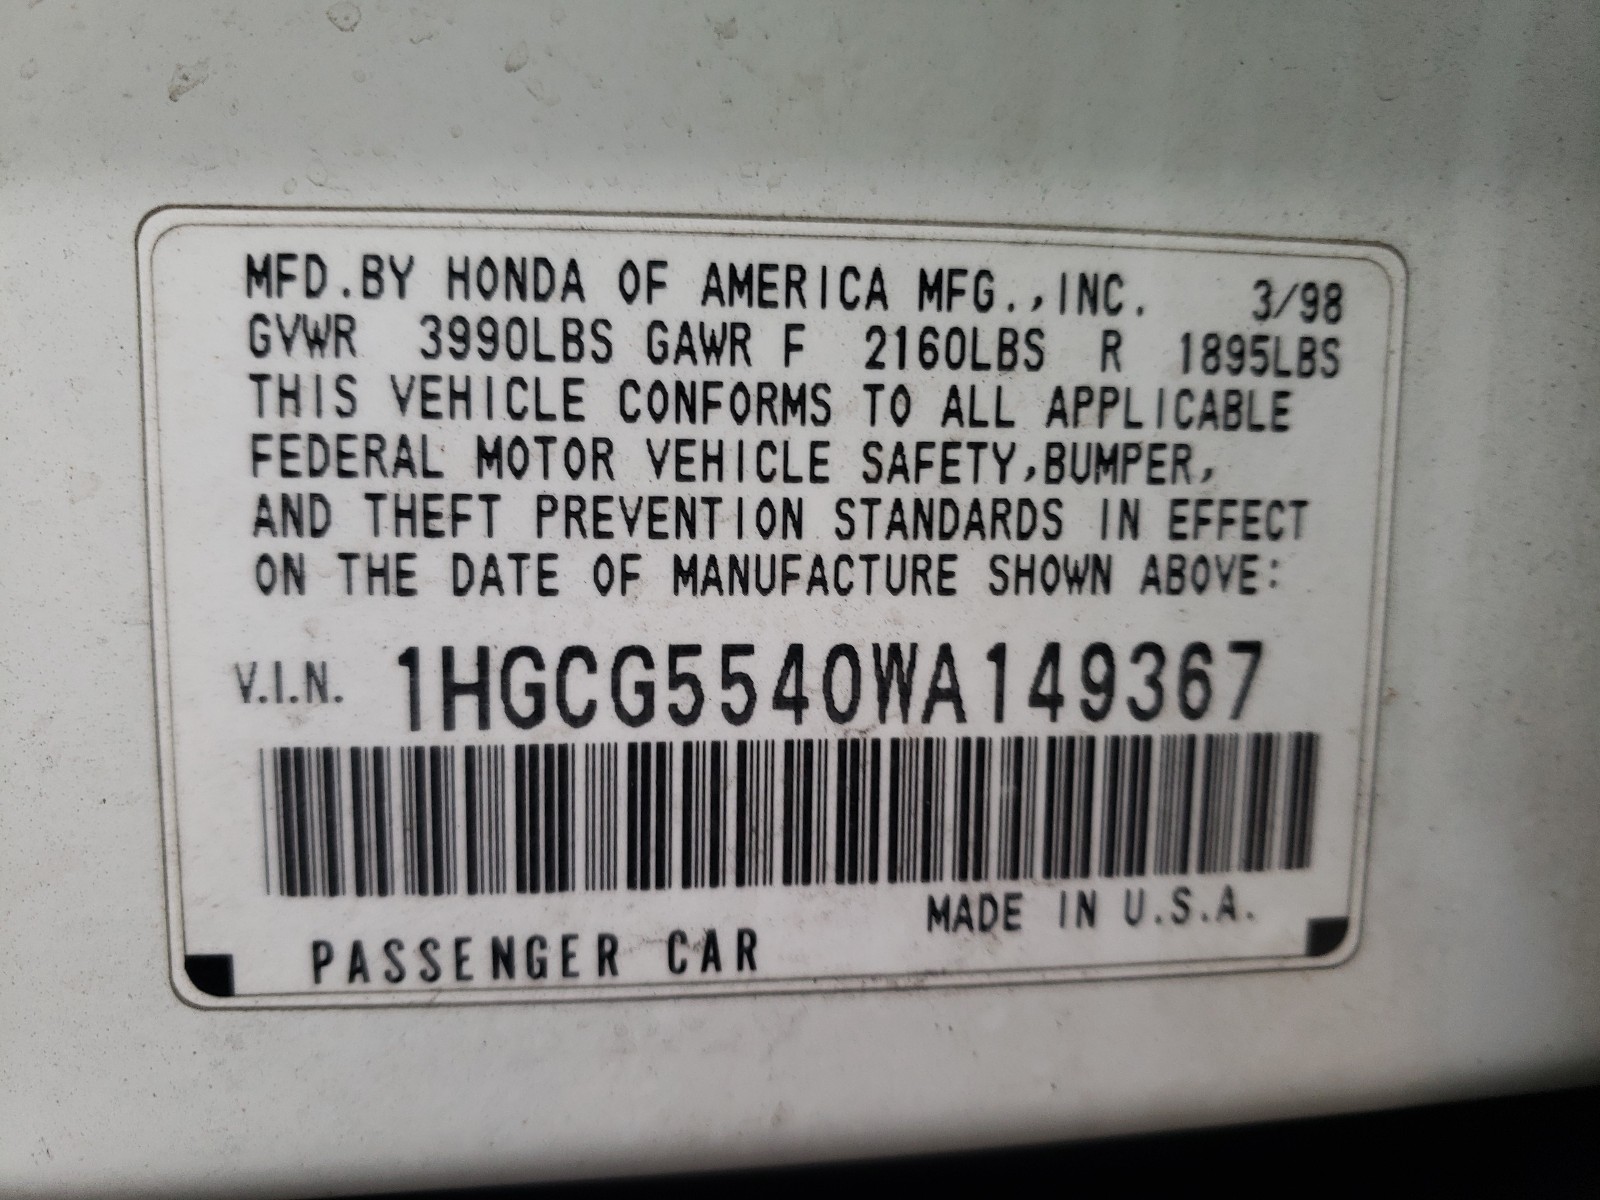 MFD.BY HONDA OF AMERICA MFG.,INC. 3/98
GVWR 3990LBS GAWR F 2160LBS R 1895LBS
THIS VEHICLE CONFORMS TO ALL APPLICABLE
FEDERAL MOTOR VEHICLE SAFETY,BUMPER,
AND THEFT PREVENTION STANDARDS IN EFFECT
ON THE DATE OF MANUFACTURE SHOWN ABOVE:
V.I.N. 1HGCG5540WA149367
MADE IN U.S.A.
PASSENGER CAR